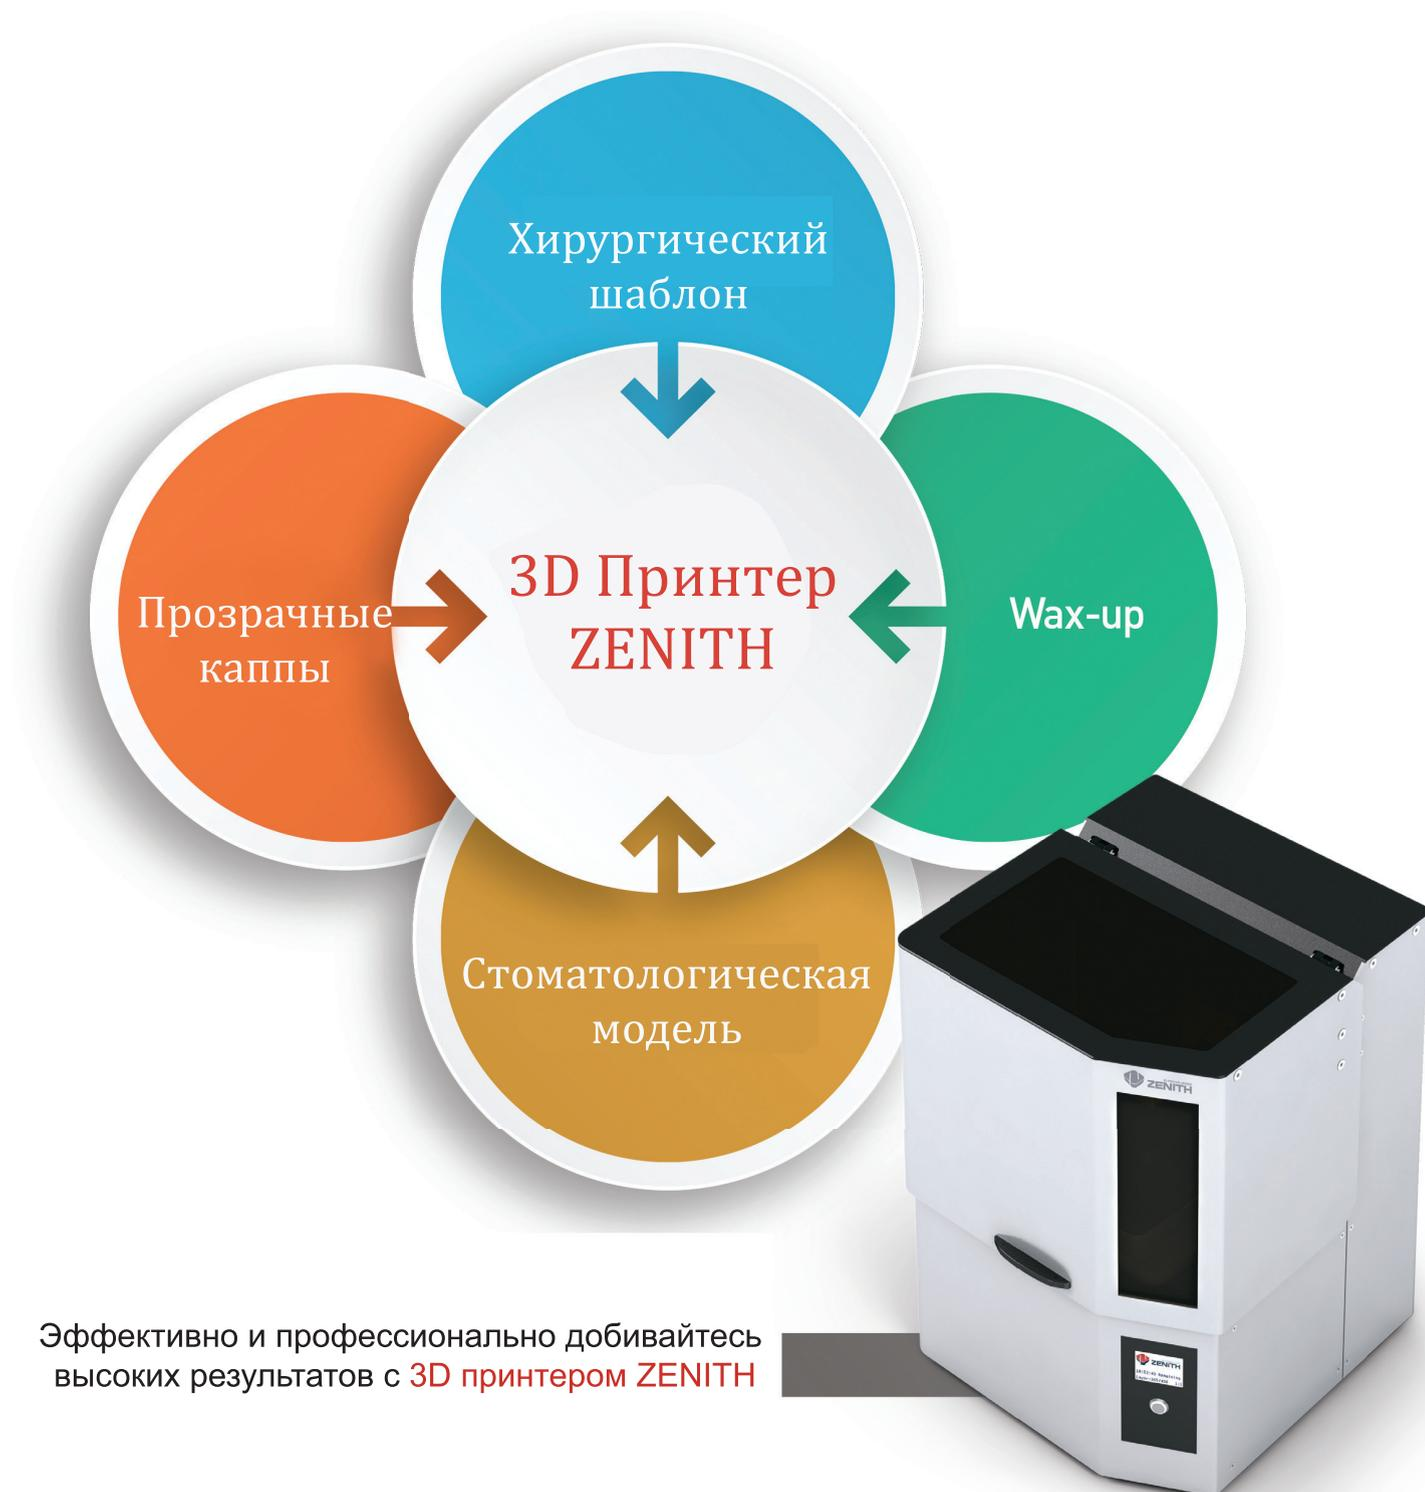 Хирургический
шаблон
Прозрачные
каппы
3D Принтер
ZENITH
Wax-up
Стоматологическая
модель
ZENITH
ZENITH
Эффективно и профессионально добивайтесь
высоких результатов с 3D принтером ZENITH